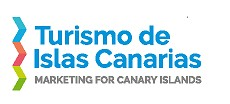 Turismo de
Islas Canarias
MARKETING FOR CANARY ISLANDS